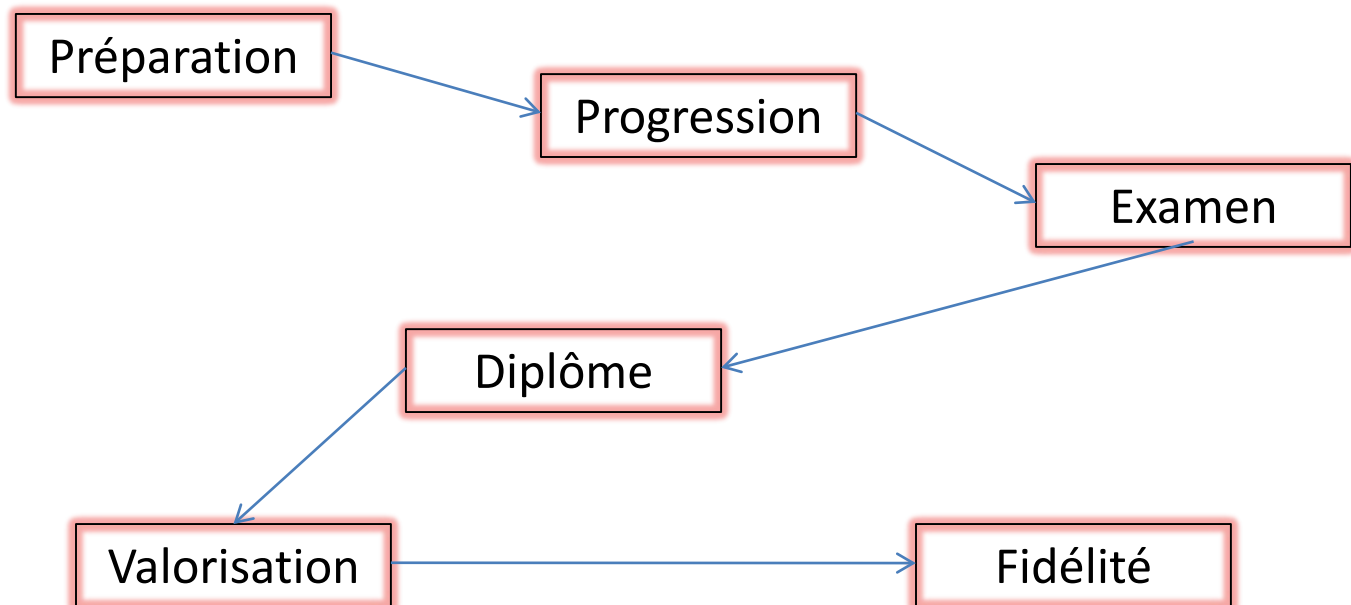 Préparation
Progression
Examen
Diplôme
Valorisation
Fidélité